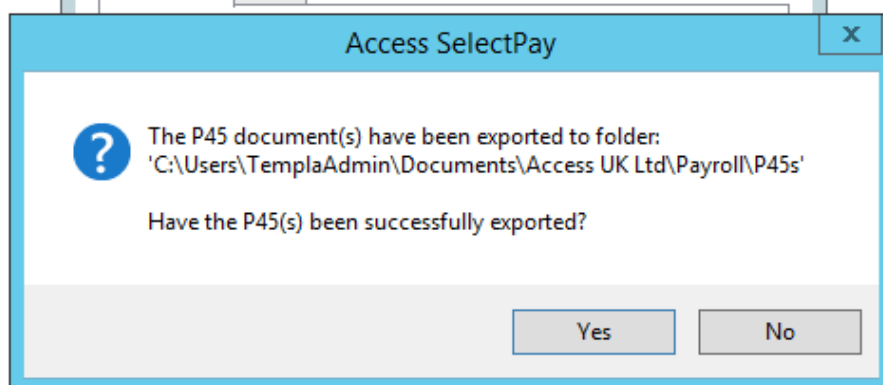 Access SelectPay
x
?
The P45 document(s) have been exported to folder:
'C:\Users\TemplaAdmin\Documents\Access UK Ltd\Payroll\P45s'
Have the P45(s) been successfully exported?
Yes
No